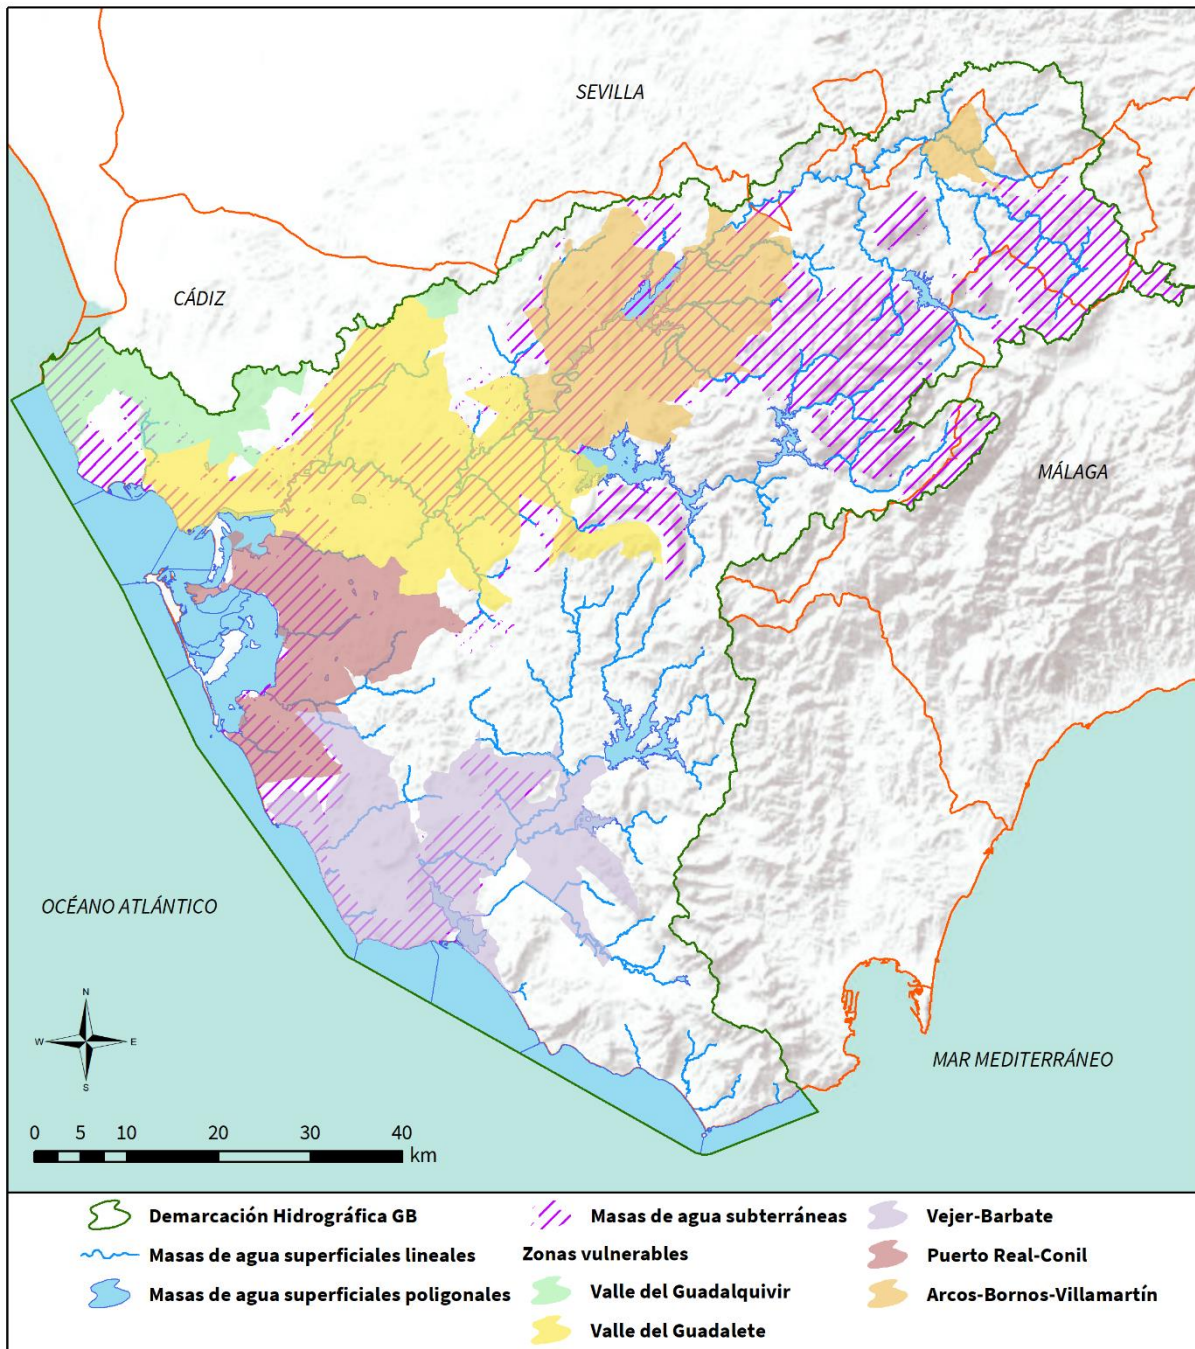 SEVILLA
CÁDIZ
MÁLAGA
OCÉANO ATLÁNTICO
N
W E
S
MAR MEDITERRÁNEO
0 5 10 20 30 40
km
Demarcación Hidrográfica GB
Masas de agua superficiales lineales
Masas de agua superficiales poligonales
Masas de agua subterráneas
Zonas vulnerables
Valle del Guadalquivir
Valle del Guadalete
Vejer-Barbate
Puerto Real-Conil
Arcos-Bornos-Villamartín